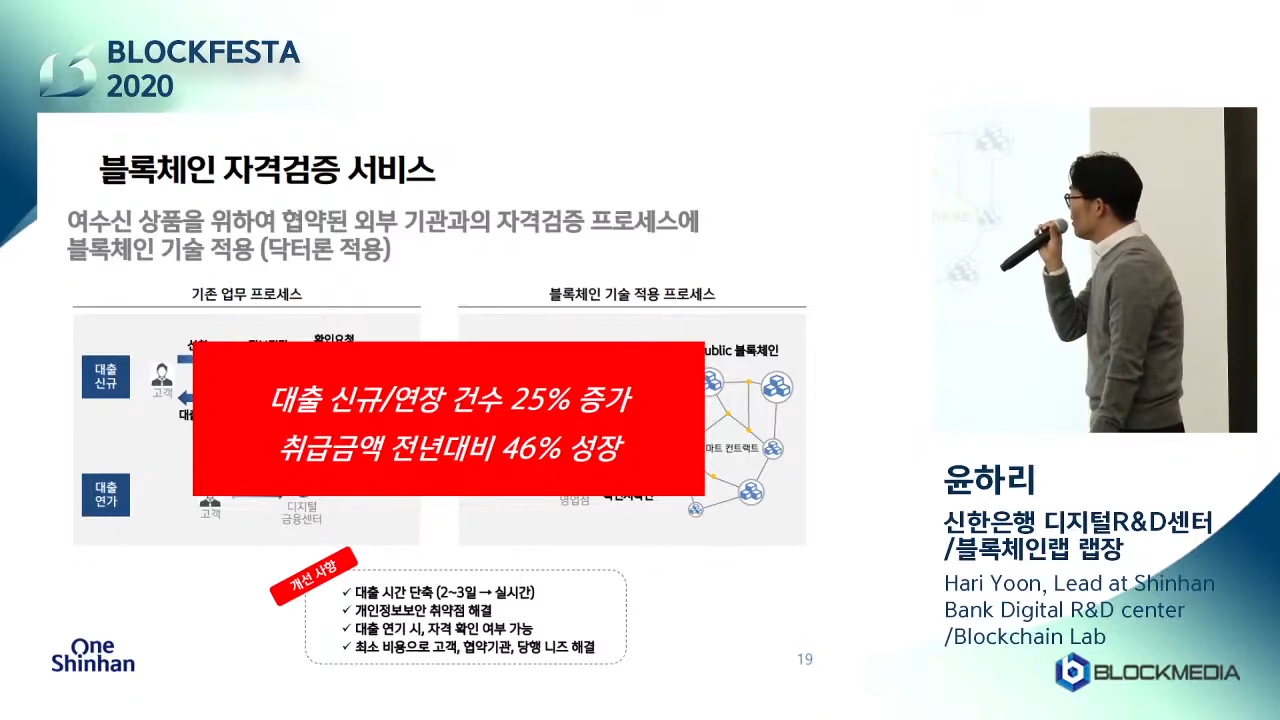 BLOCKFESTA
2020
블록체인 자격검증 서비스
여수신 상품을 위하여 협약된 외부 기관과의 자격검증 프로세스에
블록체인 기술 적용 (닥터론 적용)
기존 업무 프로세스
블록체인 기술 적용 프로세스
확인요청
대출
신규
고객
블록체인
대출 신규/연장 건수 25% 증가
취급금액 전년대비 46% 성장
컨트랙트
대출
연기
고객
디지털
금융센터
영업점
개선 사항
✓ 대출 시간 단축 (2~3일 → 실시간)
✓ 개인정보보안 취약점 해결
✓ 대출 연기 시, 자격 확인 여부 가능
✓ 최소 비용으로 고객, 협약기관, 당행 니즈 해결
One
Shinhan
19
윤하리
신한은행 디지털R&D센터
/블록체인랩 랩장
Hari Yoon, Lead at Shinhan
Bank Digital R&D center
/Blockchain Lab
BLOCKMEDIA